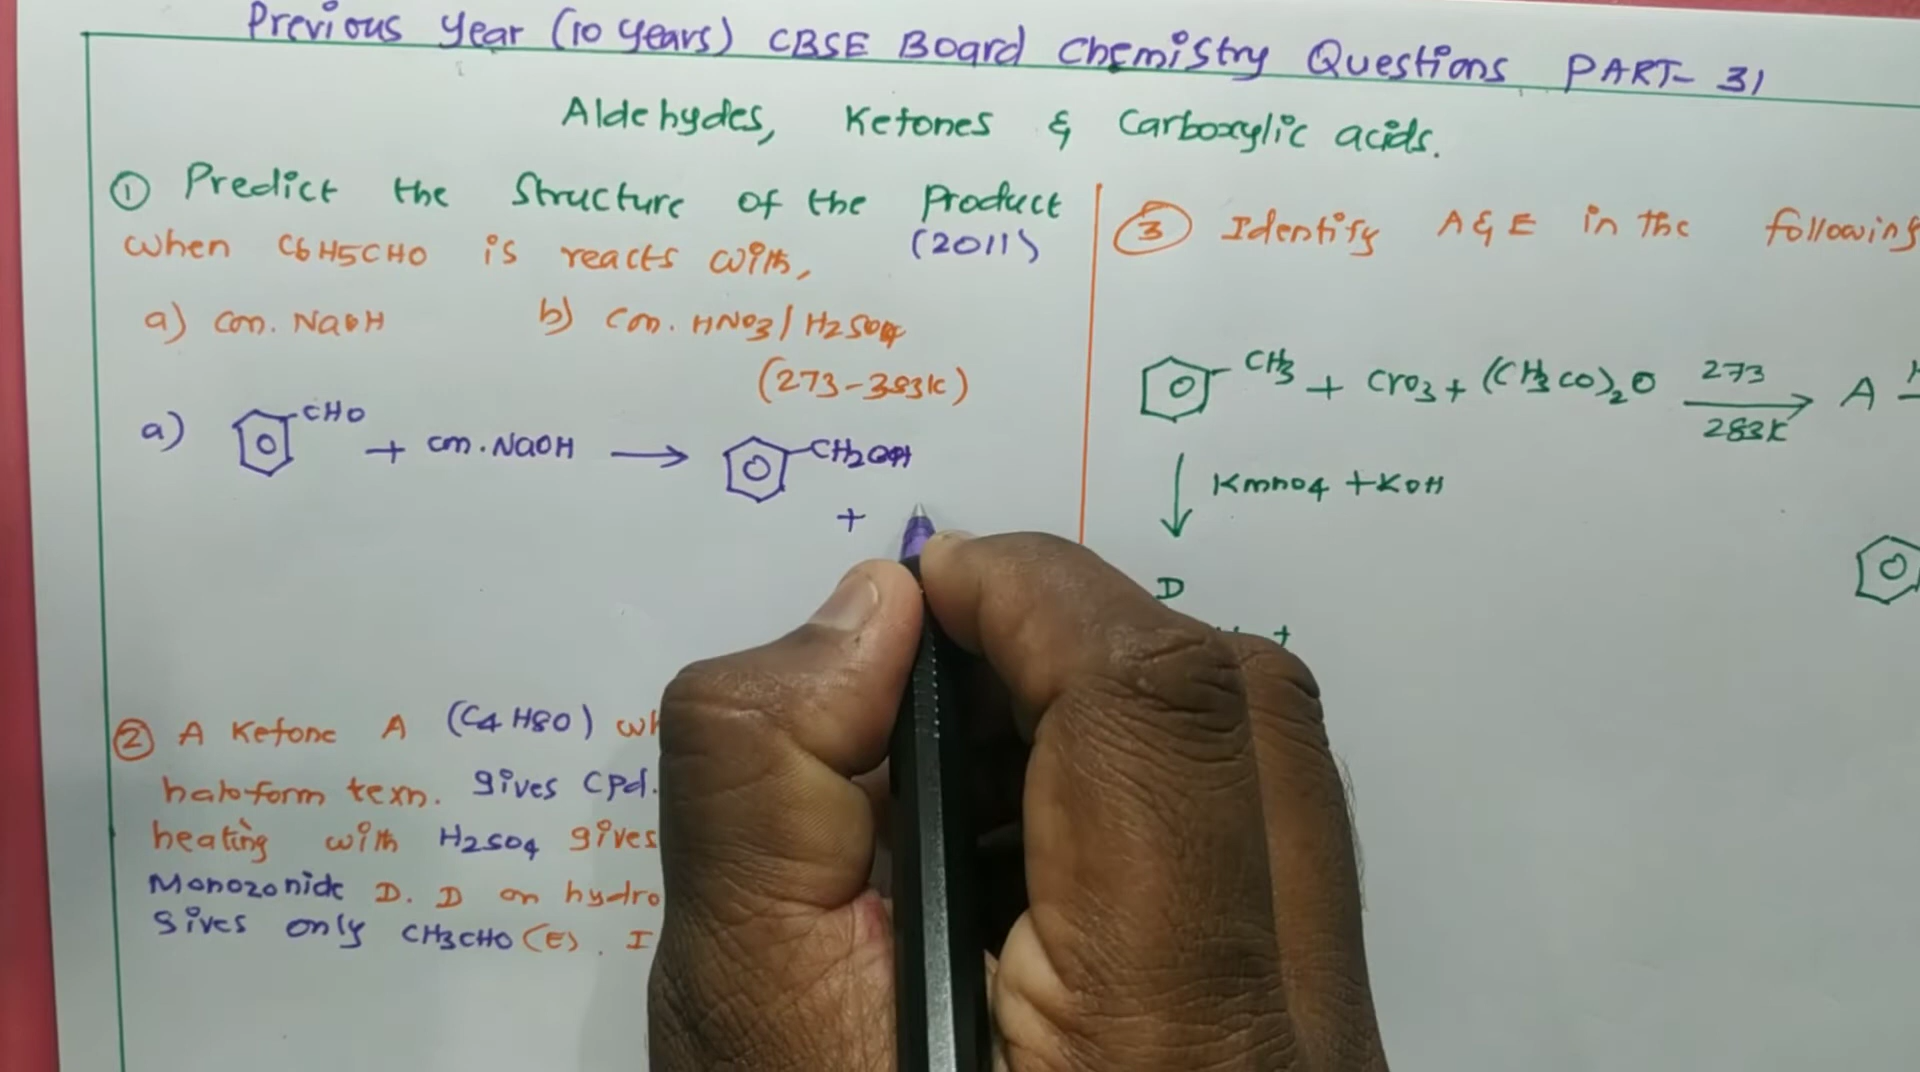 Previous Year (10 Years) CBSE Board Chemistry Questions PART- 31
Aldehydes, Ketones & Carboxylic acids.
① Predict the Structure of the Product
when C6H5CHO is reacts with, (2011)
a) Con. NaOH b) Con. HNO3/H2SO4
(273-383K)
a) CHO + con. NaOH → CH2OH
+
② A Ketone A (C4H8O) wh
haloform texn. gives Cpd.
heating with H2SO4 gives
Monozonide D. D on hydro
gives only CH3CHO (E). I
③ Identify A & E in the following
CH3 + CrO3 + (CH3CO)2O 273 → A
283K
↓ KmnO4 + KOH
D